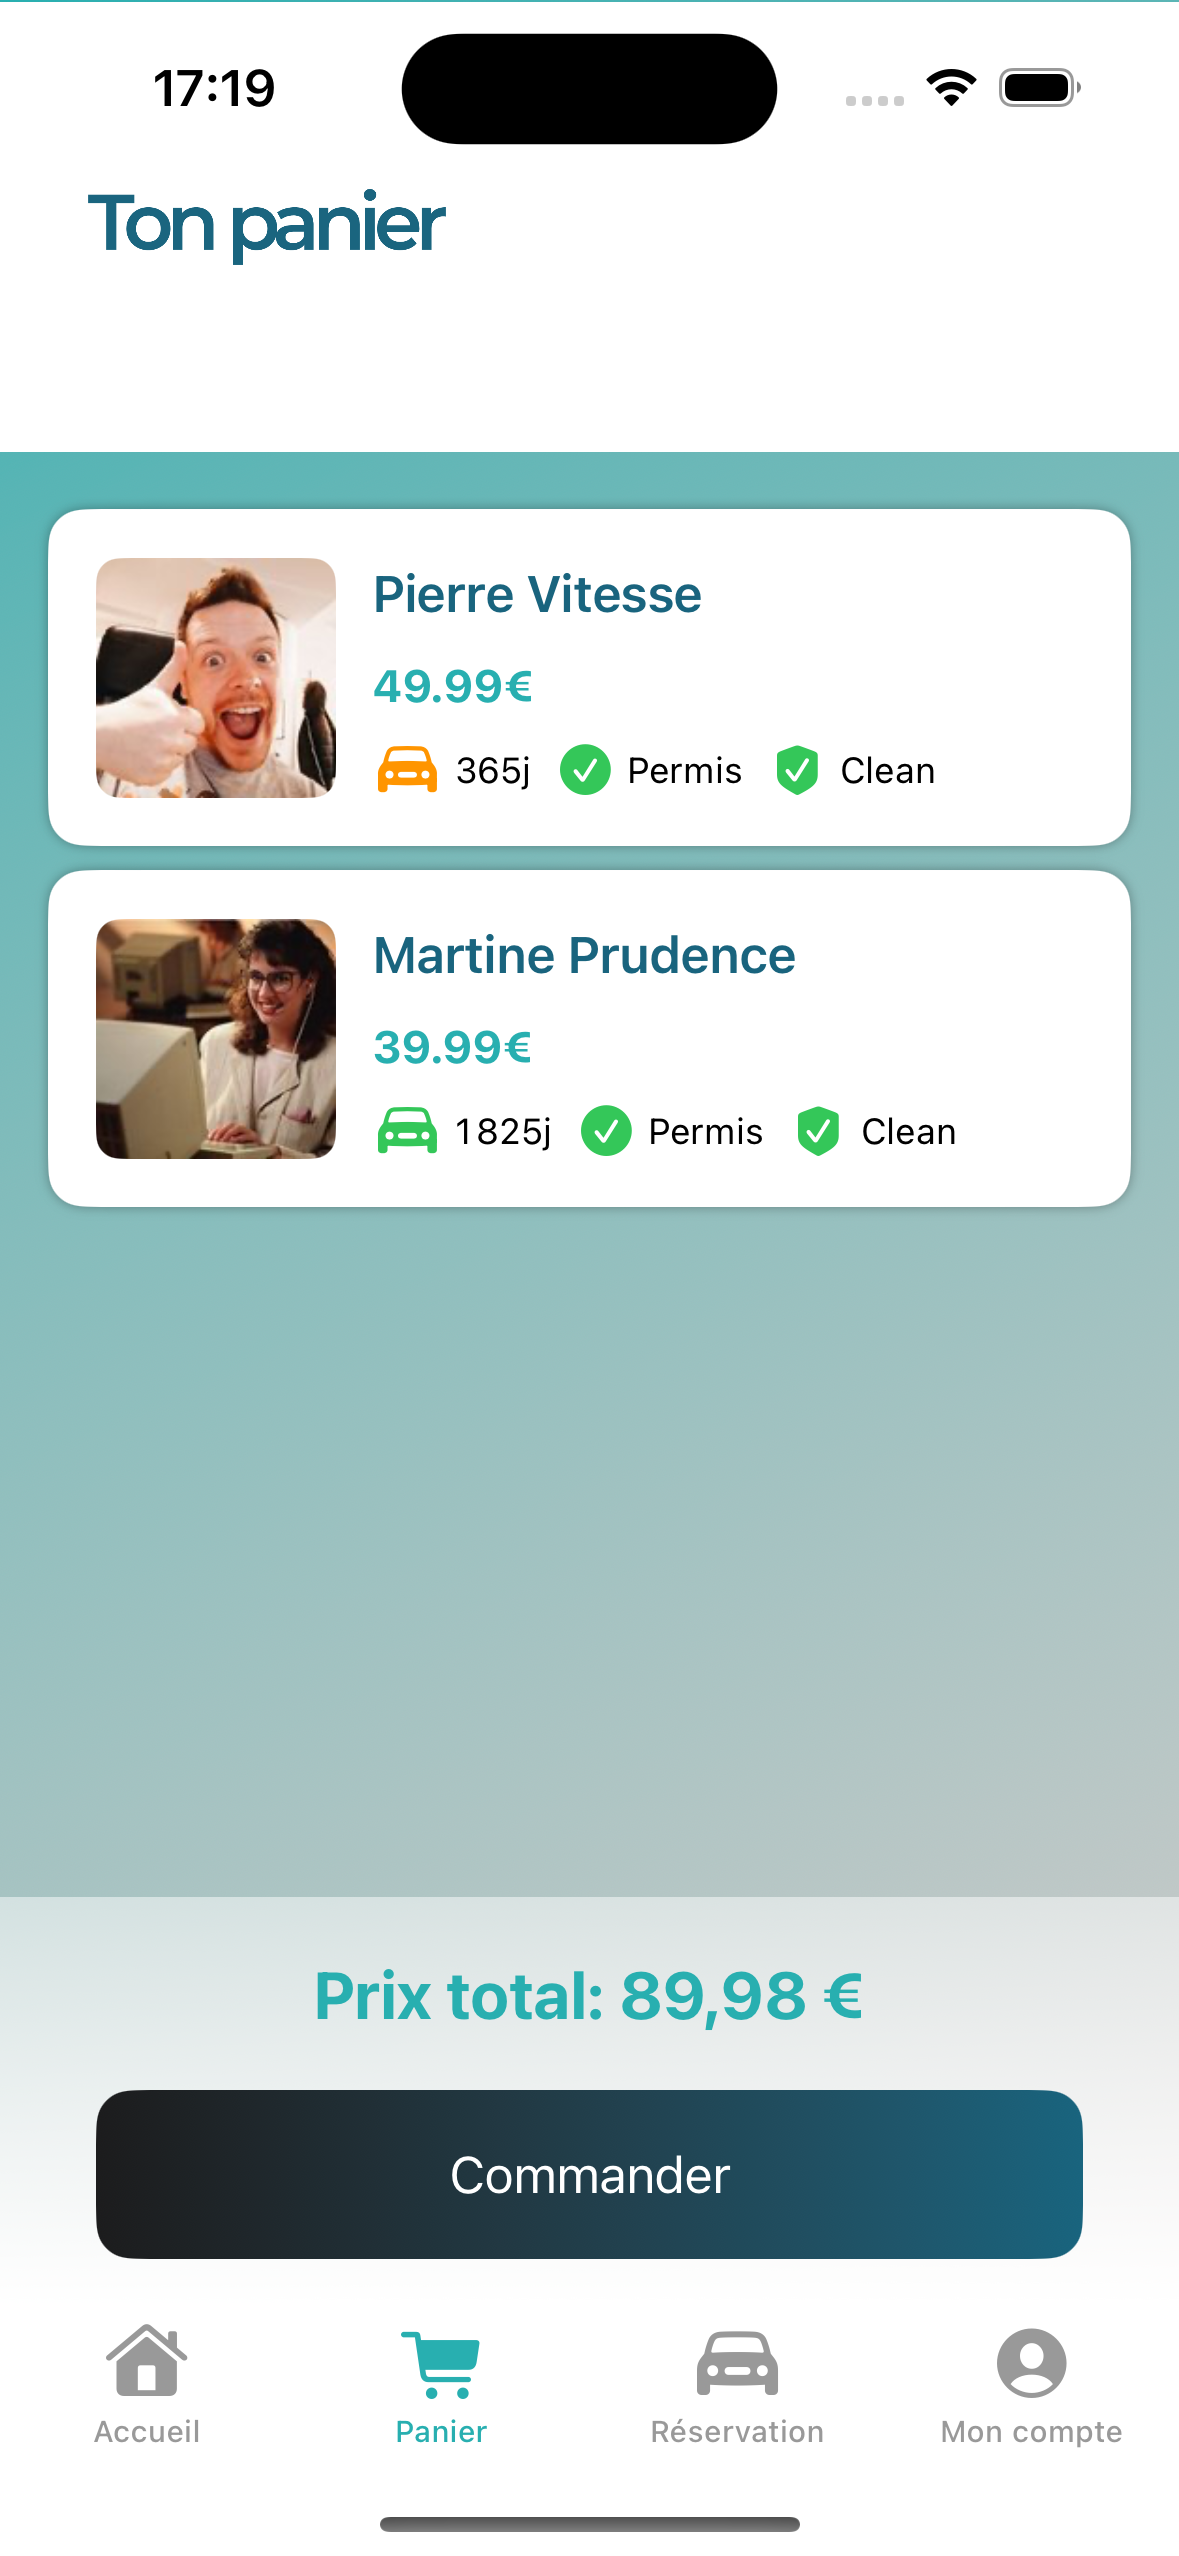 17:19
Ton panier
Pierre Vitesse
49.99€
365j Permis Clean
Martine Prudence
39.99€
1825j Permis Clean
Prix total: 89,98 €
Commander
Accueil Panier Réservation Mon compte